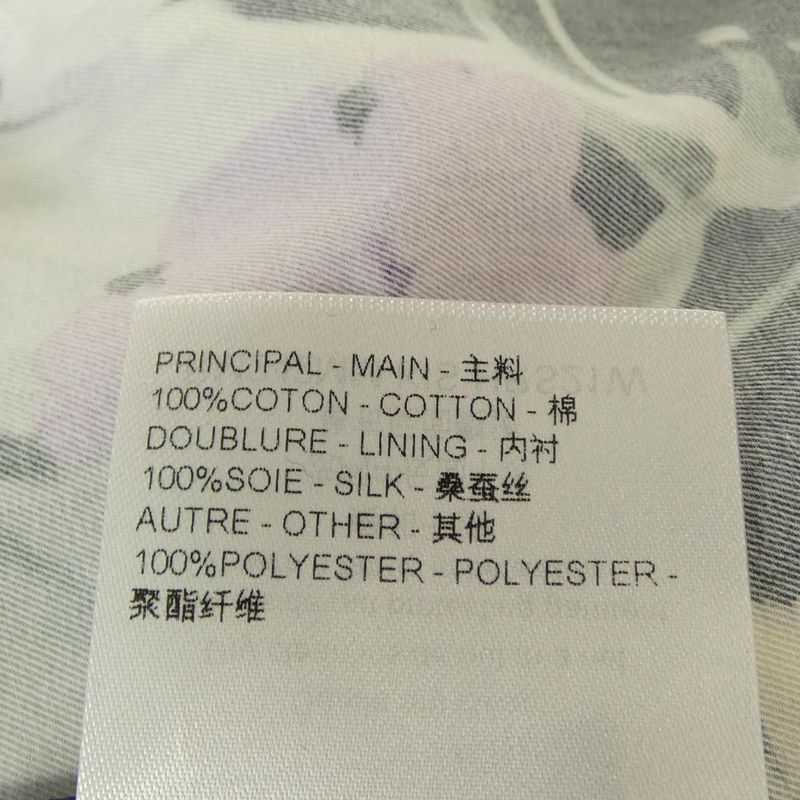 PRINCIPAL - MAIN - 主料
100%COTON - COTTON - 棉
DOUBLURE - LINING - 内衬
100%SOIE - SILK - 桑蚕丝
AUTRE - OTHER - 其他
100%POLYESTER - POLYESTER -
聚酯纤维